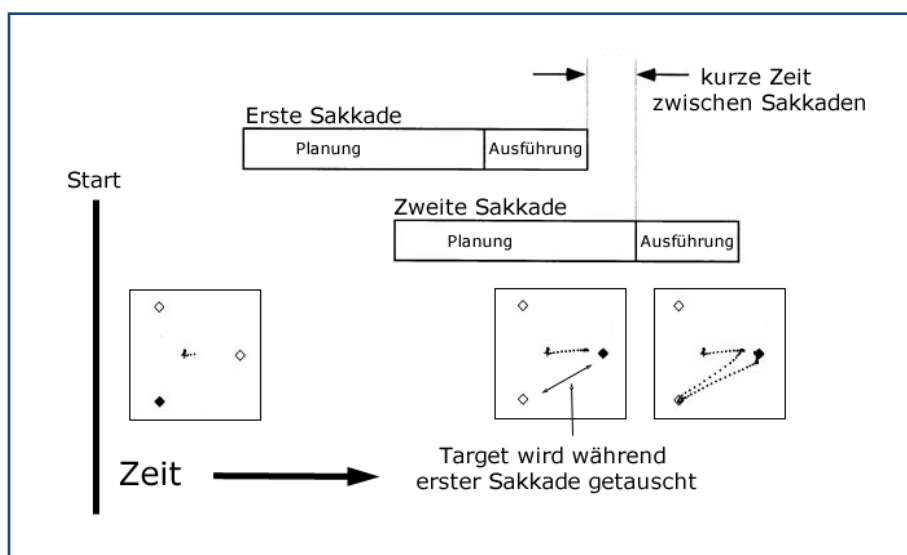 kurze Zeit
zwischen Sakkaden
Erste Sakkade
Planung
Ausführung
Start
Zweite Sakkade
Planung
Ausführung
Target wird während
erster Sakkade getauscht
Zeit